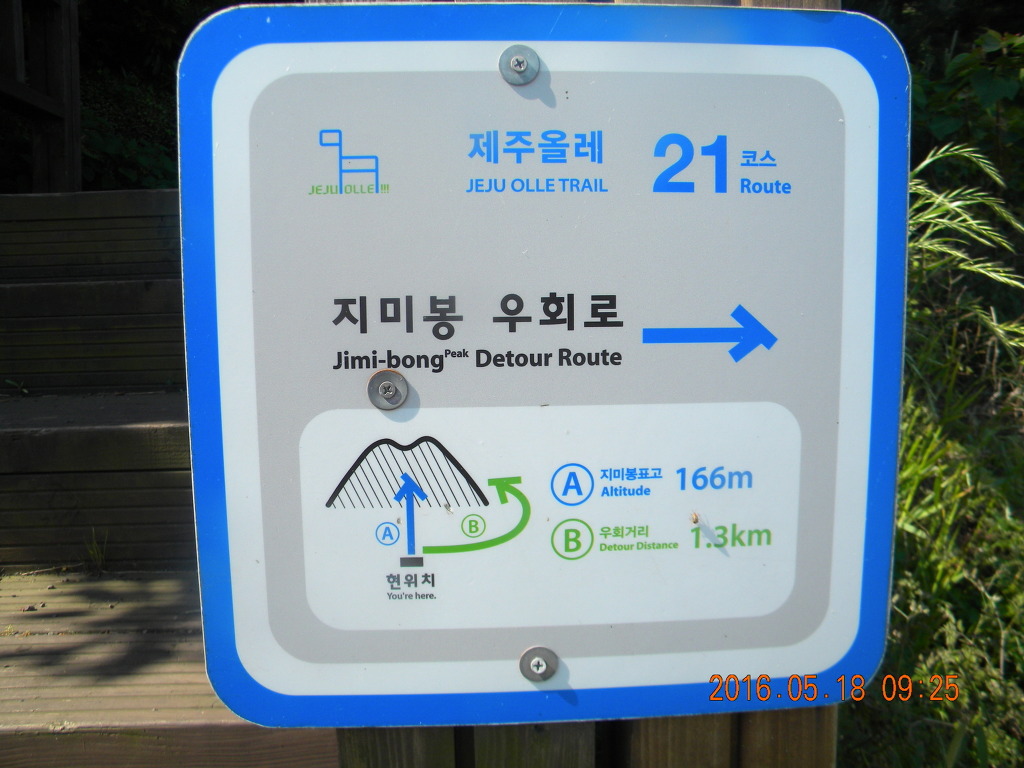 JEJU OLLE !!!
제주올레
JEJU OLLE TRAIL
21 코스
Route
지미봉 우회로
Jimi-bong Peak Detour Route
A 지미봉표고 166m
Altitude
B 우회거리 1.3km
Detour Distance
A
B
현위치
You're here.
2016.05.18 09:25